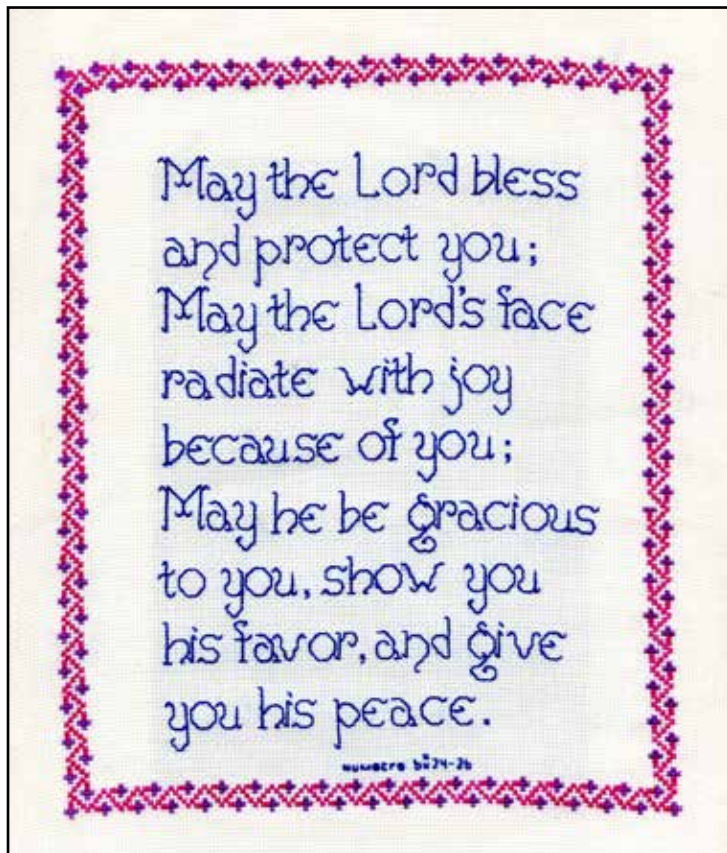 May the Lord bless
and protect you;
May the Lord's face
radiate with joy
because of you;
May he be gracious
to you, show you
his favor, and give
you his peace.